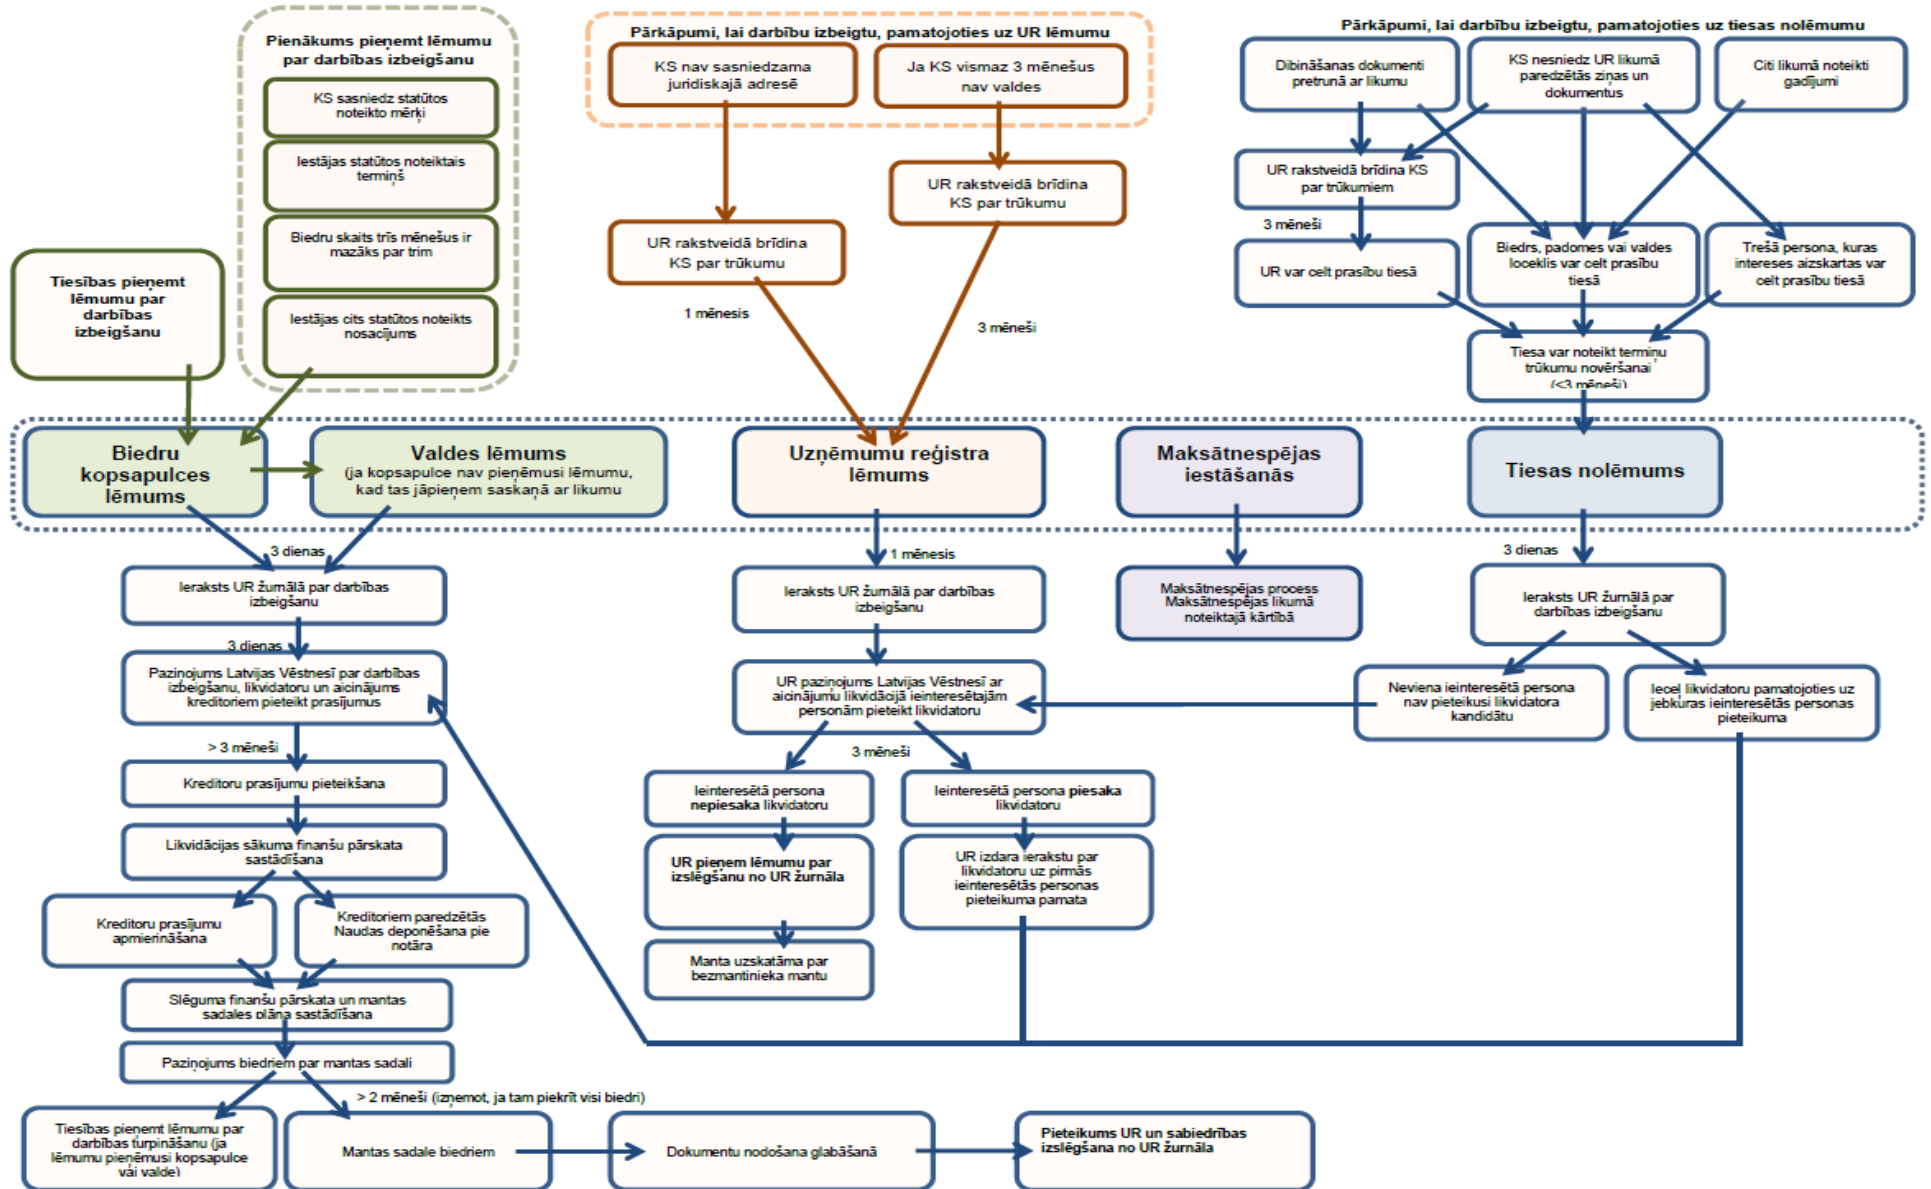 Pienākums pieņemt lēmumu
par darbības izbeigšanu
KS sasniedz statūtos
noteikto mērķi
Iestājas statūtos noteiktais
termiņš
Biedru skaits trīs mēnešus ir
mazāks par trim
Iestājas cits statūtos noteikts
nosacījums
Tiesības pieņemt
lēmumu par
darbības
izbeigšanu
Pārkāpumi, lai darbību izbeigtu, pamatojoties uz UR lēmumu
KS nav sasniedzama
juridiskajā adresē
Ja KS vismaz 3 mēnešus
nav valdes
UR rakstveidā brīdina
KS par trūkumu
UR rakstveidā brīdina
KS par trūkumu
1 mēnesis
3 mēneši
Pārkāpumi, lai darbību izbeigtu, pamatojoties uz tiesas nolēmumu
Dibināšanas dokumenti
pretrunā ar likumu
KS nesniedz UR likumā
paredzētās ziņas un
dokumentus
Citi likumā noteikti
gadījumi
UR rakstveidā brīdina KS
par trūkumiem
3 mēneši
UR var celt prasību tiesā
Biedrs, padomes vai valdes
loceklis var celt prasību
tiesā
Trešā persona, kuras
intereses aizskartas var
celt prasību tiesā
Tiesa var noteikt termiņu
trūkumu novēršanai
(<3 mēneši)
Biedru
kopsapulces
lēmums
Valdes lēmums
(ja kopsapulce nav pieņēmusi lēmumu,
kad tas jāpieņem saskaņā ar likumu
Uzņēmumu reģistra
lēmums
Maksātnespējas
iestāšanās
Tiesas nolēmums
3 dienas
Ieraksts UR žurnālā par darbības
izbeigšanu
3 dienas
Paziņojums Latvijas Vēstnesī par darbības
izbeigšanu, likvidatoru un aicinājums
kreditoriem pieteikt prasījumus
> 3 mēneši
Kreditoru prasījumu pieteikšana
Likvidācijas sākuma finanšu pārskata
sastādīšana
Kreditoru prasījumu
apmierināšana
Kreditoriem paredzētās
Naudas deponēšana pie
notāra
Slēguma finanšu pārskata un mantas
sadales plāna sastādīšana
Paziņojums biedriem par mantas sadali
> 2 mēneši (izņemot, ja tam piekrīt visi biedri)
Tiesības pieņemt lēmumu par
darbības turpināšanu (ja
lēmumu pieņēmusi kopsapulce
vai valde)
Mantas sadale biedriem
Dokumentu nodošana glabāšanā
Pieteikums UR un sabiedrības
izslēgšana no UR žurnāla
1 mēnesis
Ieraksts UR žurnālā par darbības
izbeigšanu
UR paziņojums Latvijas Vēstnesī ar
aicinājumu likvidācijā ieinteresētajām
personām pieteikt likvidatoru
3 mēneši
Ieinteresētā persona
nepiesaka likvidatoru
Ieinteresētā persona piesaka
likvidatoru
UR pieņem lēmumu par
izslēgšanu no UR žurnāla
UR izdara ierakstu par
likvidatoru uz pirmās
ieinteresētās personas
pieteikuma pamata
Manta uzskatāma par
bezmantinieka mantu
Maksātnespējas process
Maksātnespējas likumā
noteiktajā kārtībā
3 dienas
Ieraksts UR žurnālā par
darbības izbeigšanu
Neviena ieinteresētā persona
nav pieteikusi likvidatora
kandidātu
Ieceļ likvidatoru pamatojoties uz
jebkuras ieinteresētās personas
pieteikuma